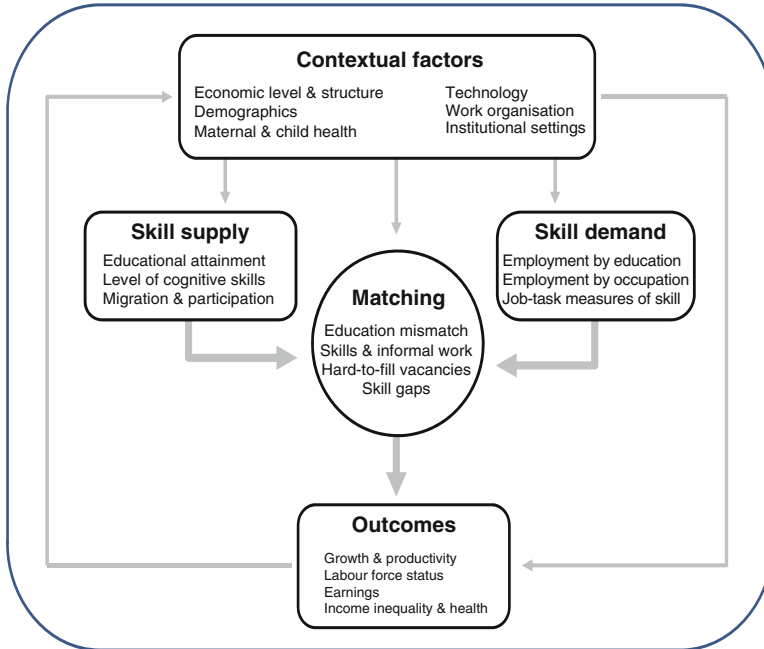 Contextual factors
Economic level & structure
Demographics
Maternal & child health
Technology
Work organisation
Institutional settings
Skill supply
Educational attainment
Level of cognitive skills
Migration & participation
Matching
Education mismatch
Skills & informal work
Hard-to-fill vacancies
Skill gaps
Skill demand
Employment by education
Employment by occupation
Job-task measures of skill
Outcomes
Growth & productivity
Labour force status
Earnings
Income inequality & health